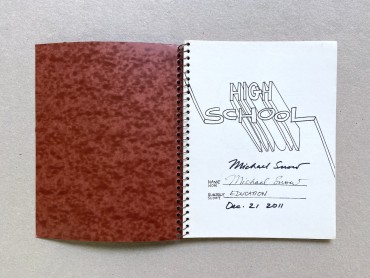 HIGH
SCHOOL
Michael Snow
NAME Michael Snow
NOM
SUBJECT EDUCATION
SUJET
Dec. 21 2011